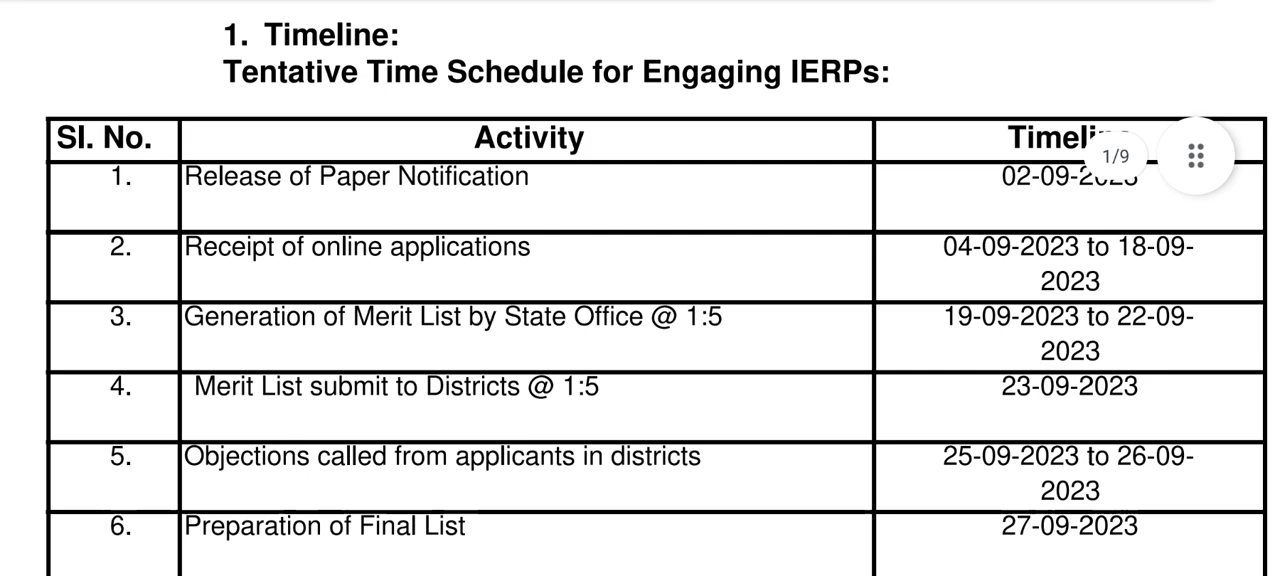 1. Timeline:
Tentative Time Schedule for Engaging IERPs:
Sl. No. Activity
1/9
1. Release of Paper Notification
2. Receipt of online applications 04-09-2023 to 18-09-
2023
3. Generation of Merit List by State Office @ 1:5 19-09-2023 to 22-09-
2023
4. Merit List submit to Districts @ 1:5 23-09-2023
5. Objections called from applicants in districts 25-09-2023 to 26-09-
2023
6. Preparation of Final List 27-09-2023